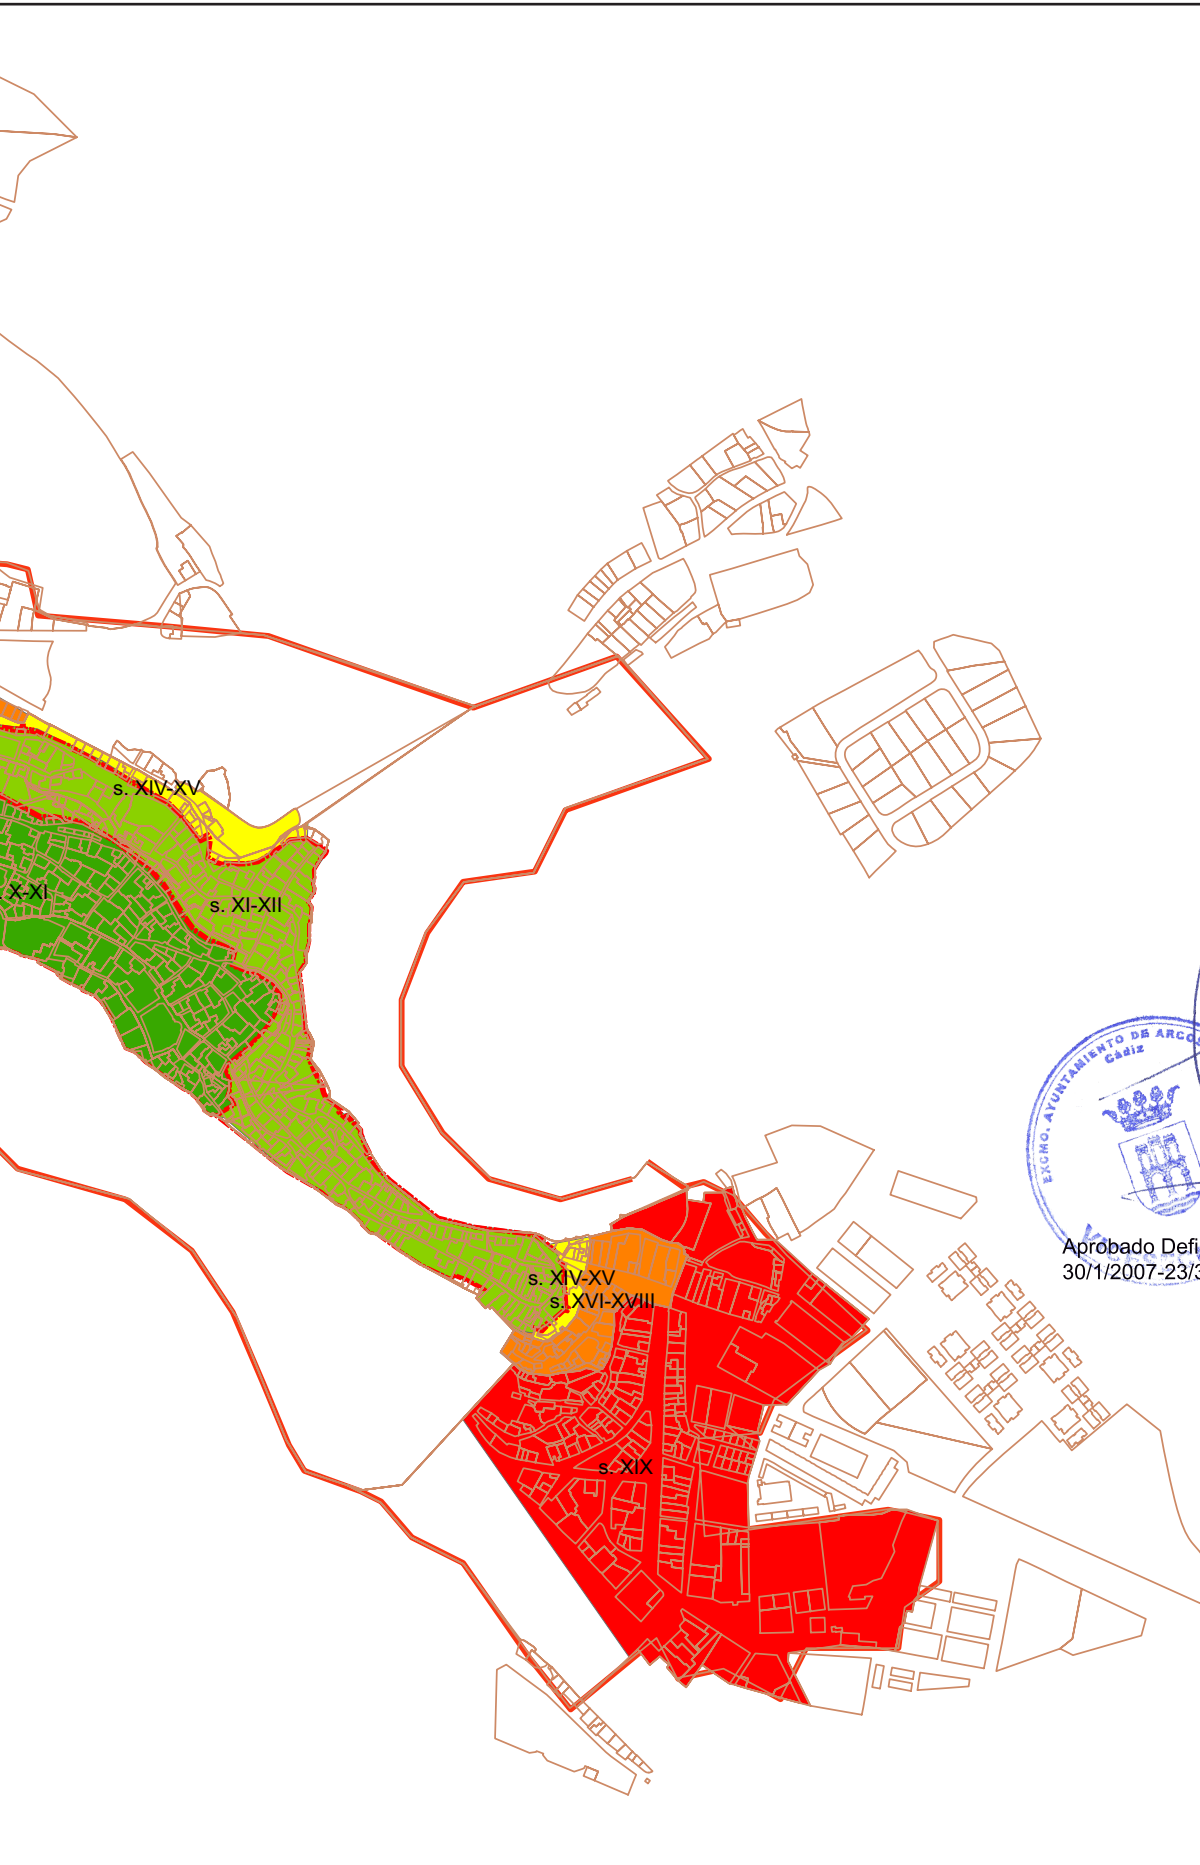 s. XIV-XV
. X-XI
s. XI-XII
EXCMO. AYUNTAMIENTO DE ARCOS
Cádiz
Aprobado Defi
30/1/2007-23/3
s. XIV-XV
s. XVI-XVIII
s. XIX